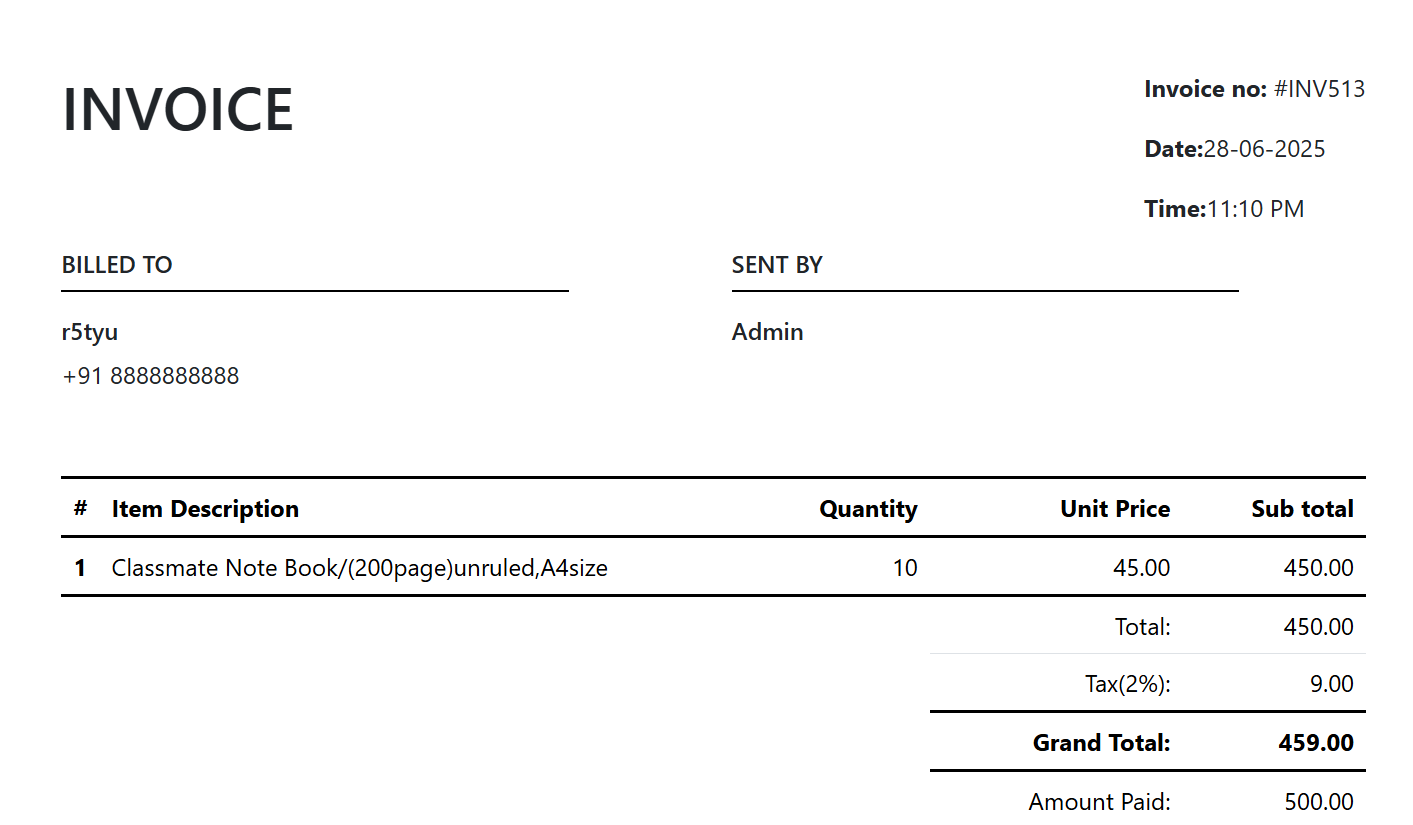 INVOICE
Invoice no: #INV513
Date:28-06-2025
Time:11:10 PM
BILLED TO
r5tyu
+91 8888888888
SENT BY
Admin
# Item Description Quantity Unit Price Sub total
1 Classmate Note Book/(200page)unruled,A4size 10 45.00 450.00
Total: 450.00
Tax(2%): 9.00
Grand Total: 459.00
Amount Paid: 500.00